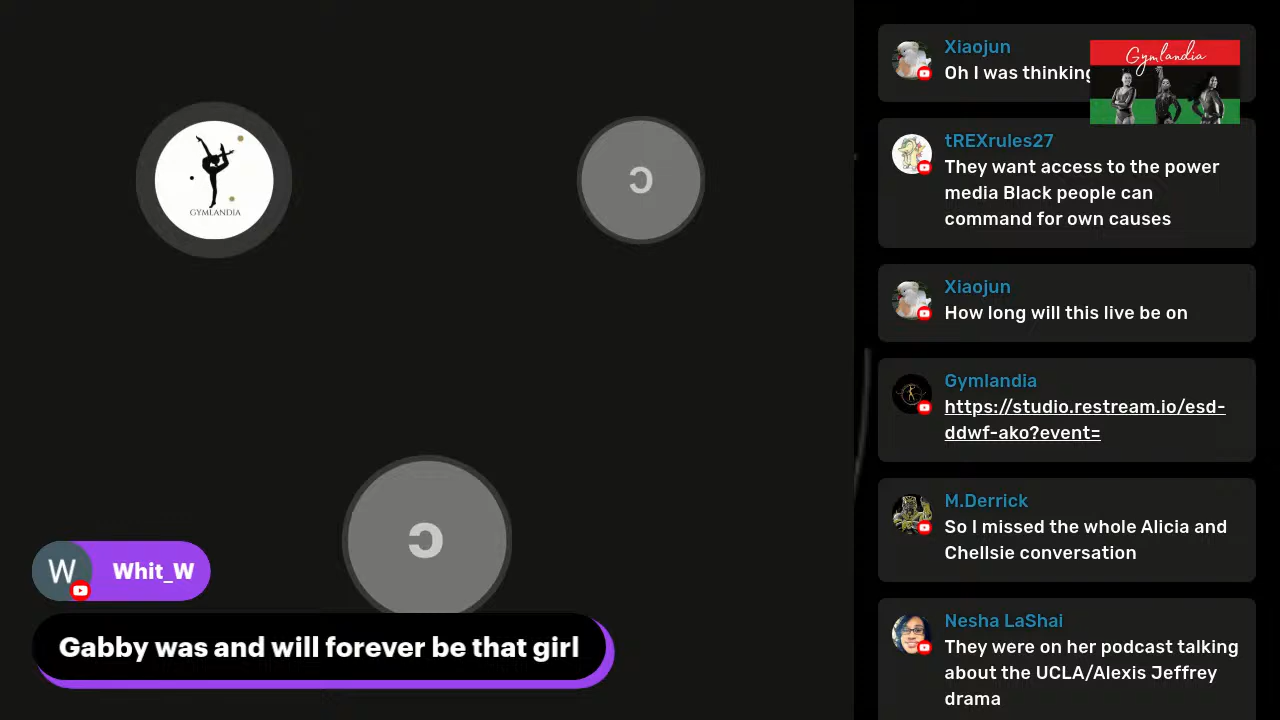 GYMLANDIA
Ɔ
Ɔ
W
Whit_W
Gabby was and will forever be that girl
Xiaojun
Oh I was thinking
Gymlandia
tREXrules27
They want access to the power
media Black people can
command for own causes
Xiaojun
How long will this live be on
Gymlandia
https://studio.restream.io/esd-
ddwf-ako?event=
M.Derrick
So I missed the whole Alicia and
Chellsie conversation
Nesha LaShai
They were on her podcast talking
about the UCLA/Alexis Jeffrey
drama